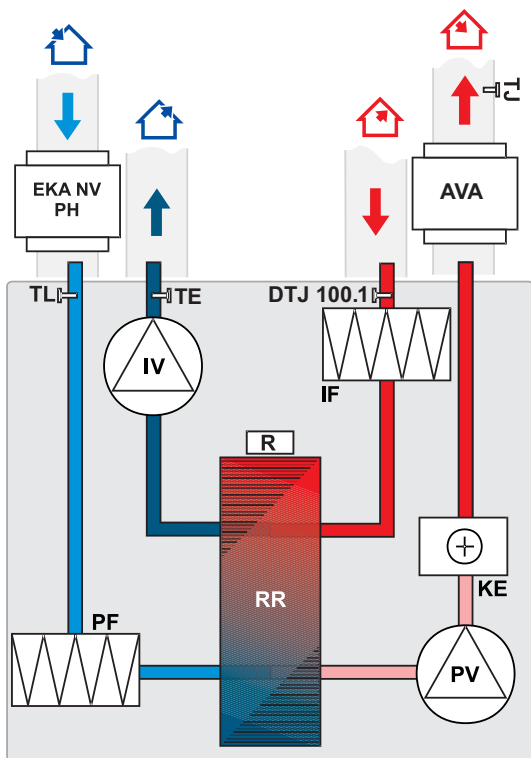 TJ
EKA NV
PH
AVA
TL
TE
DTJ 100.1
IV
IF
R
RR
KE
PF
PV